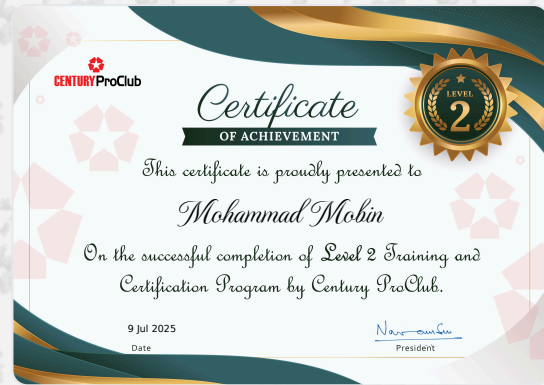 CENTURY ProClub
LEVEL
2
Certificate
OF ACHIEVEMENT
This certificate is proudly presented to
Mohammad Mobin
On the successful completion of Level 2 Training and
Certification Program by Century ProClub.
9 Jul 2025
Date
President